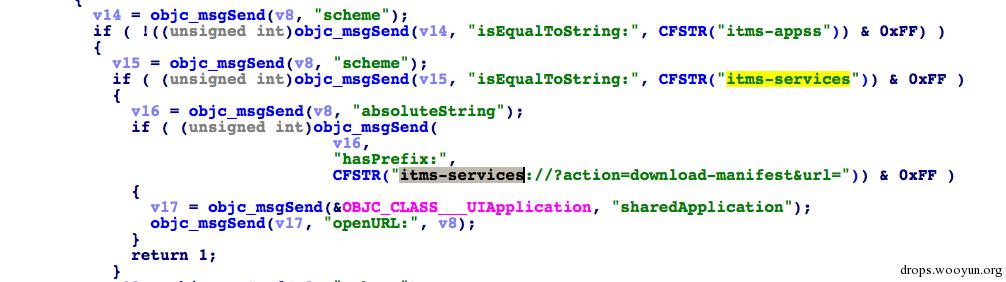 {
v14 = objc_msgSend(v8, "scheme");
if ( !((unsigned int)objc_msgSend(v14, "isEqualToString:", CFSTR("itms-appss")) & 0xFF) )
{
v15 = objc_msgSend(v8, "scheme");
if ( (unsigned int)objc_msgSend(v15, "isEqualToString:", CFSTR("itms-services")) & 0xFF )
{
v16 = objc_msgSend(v8, "absoluteString");
if ( (unsigned int)objc_msgSend(
v16,
"hasPrefix:",
CFSTR("itms-services://?action=download-manifest&url=")) & 0xFF )
{
v17 = objc_msgSend(&OBJC_CLASS___UIApplication, "sharedApplication");
objc_msgSend(v17, "openURL:", v8);
}
return 1;
}
drops.wooyun.org